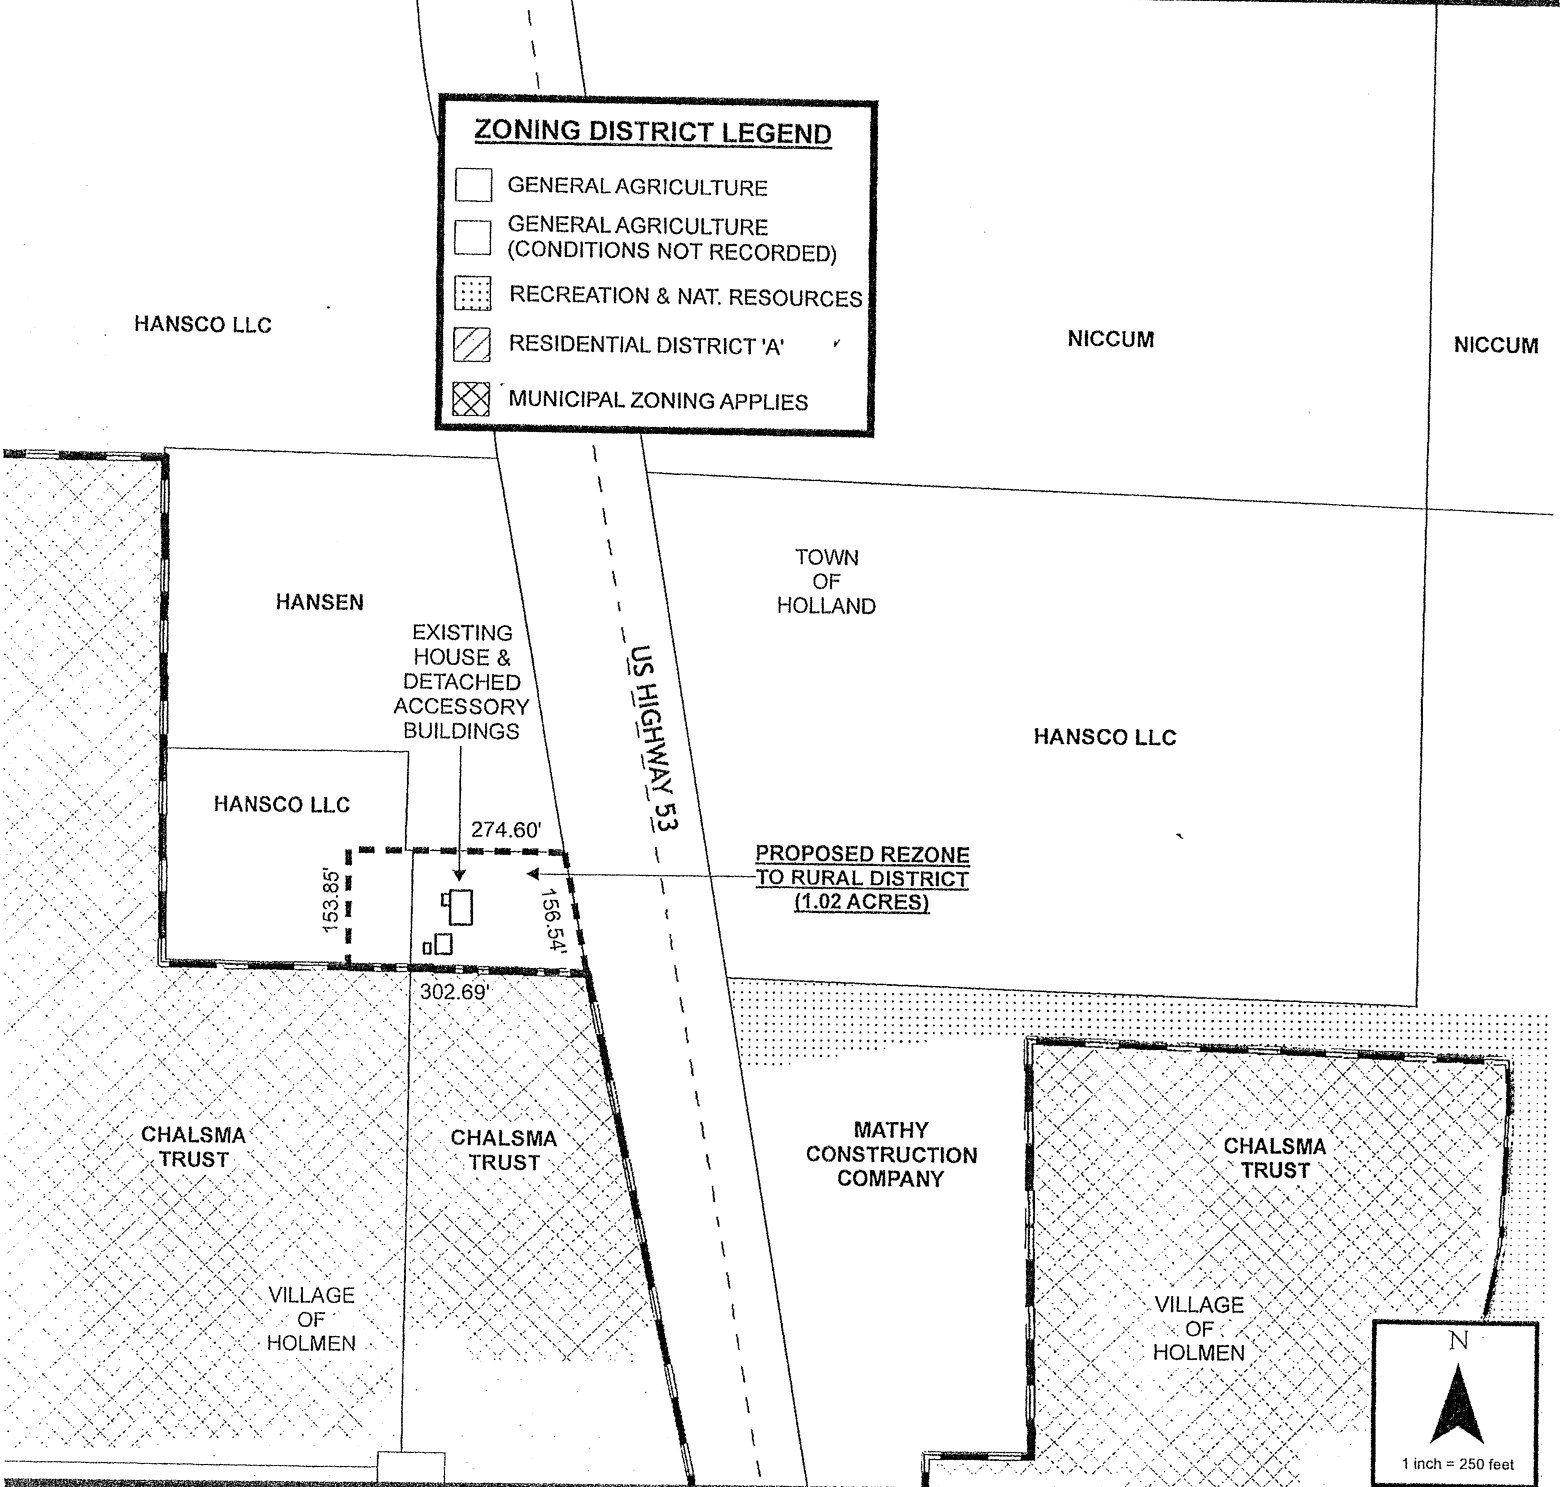 ZONING DISTRICT LEGEND
GENERAL AGRICULTURE
GENERAL AGRICULTURE
(CONDITIONS NOT RECORDED)
RECREATION & NAT. RESOURCES
RESIDENTIAL DISTRICT 'A'
MUNICIPAL ZONING APPLIES
HANSCO LLC
NICCUM
NICCUM
HANSEN
TOWN
OF
HOLLAND
EXISTING
HOUSE &
DETACHED
ACCESSORY
BUILDINGS
US HIGHWAY 53
HANSCO LLC
HANSCO LLC
274.60'
153.85'
156.54'
302.69'
PROPOSED REZONE
TO RURAL DISTRICT
(1.02 ACRES)
CHALSMA
TRUST
CHALSMA
TRUST
MATHY
CONSTRUCTION
COMPANY
CHALSMA
TRUST
VILLAGE
OF
HOLMEN
VILLAGE
OF
HOLMEN
N
1 inch = 250 feet